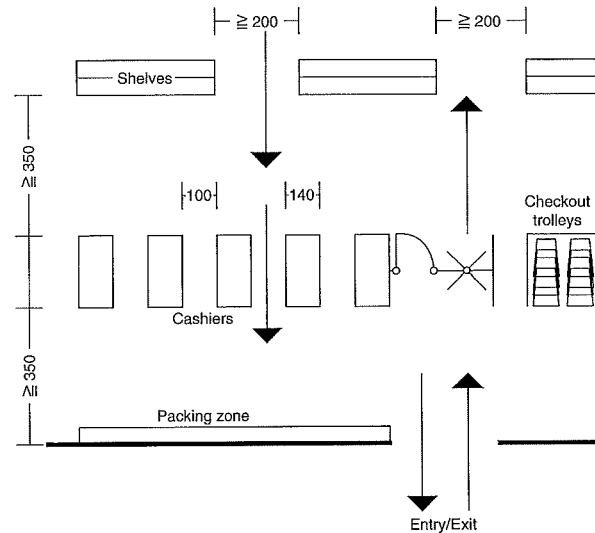 ≧ 200
≧ 200
Shelves
≧ 350
100
140
Checkout
trolleys
Cashiers
≧ 350
Packing zone
Entry/Exit